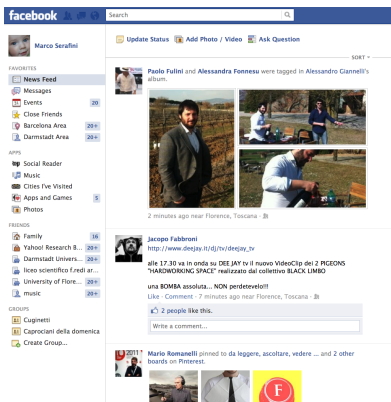 facebook
Search
Marco Serafini
Update Status
Add Photo / Video
Ask Question
SORT
FAVORITES
News Feed
Messages
Events 20
Close Friends
Barcelona Area 20+
Darmstadt Area 20+
APPS
Social Reader
Music
Cities I've Visited
Apps and Games 5
Photos
FRIENDS
Family 16
Yahoo! Research B... 20+
Darmstadt Univers... 20+
liceo scientifico f.redi ar...
University of Flore... 20+
music 20+
GROUPS
Cuginetti
Caprociani della domenica
Create Group...
Paolo Fulini and Alessandra Fonnesu were tagged in Alessandro Giannelli's
album.
2 minutes ago near Florence, Toscana
Jacopo Fabbroni
http://www.deejay.it/dj/tv/deejay_tv
alle 17.30 va in onda su DEE JAY tv il nuovo VideoClip dei 2 PIGEONS
"HARDWORKING SPACE" realizzato dal collettivo BLACK LIMBO
una BOMBA assoluta... NON perdetevelo!!!
Like · Comment · 7 minutes ago near Florence, Toscana
2 people like this.
Write a comment...
2011
Mario Romanelli pinned to da leggere, ascoltare, vedere ... and 2 other
boards on Pinterest.
F